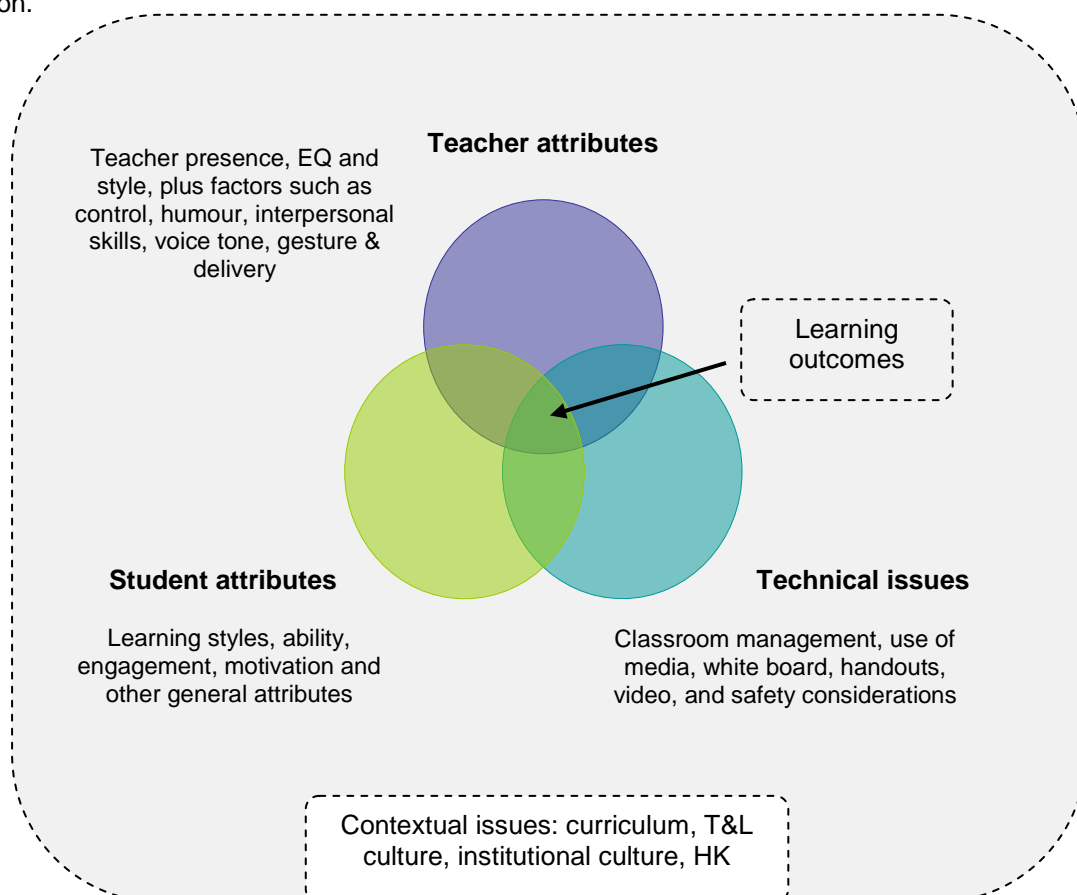 on.
Teacher attributes
Teacher presence, EQ and
style, plus factors such as
control, humour, interpersonal
skills, voice tone, gesture &
delivery
Learning
outcomes
Student attributes
Learning styles, ability,
engagement, motivation and
other general attributes
Technical issues
Classroom management, use of
media, white board, handouts,
video, and safety considerations
Contextual issues: curriculum, T&L
culture, institutional culture, HK